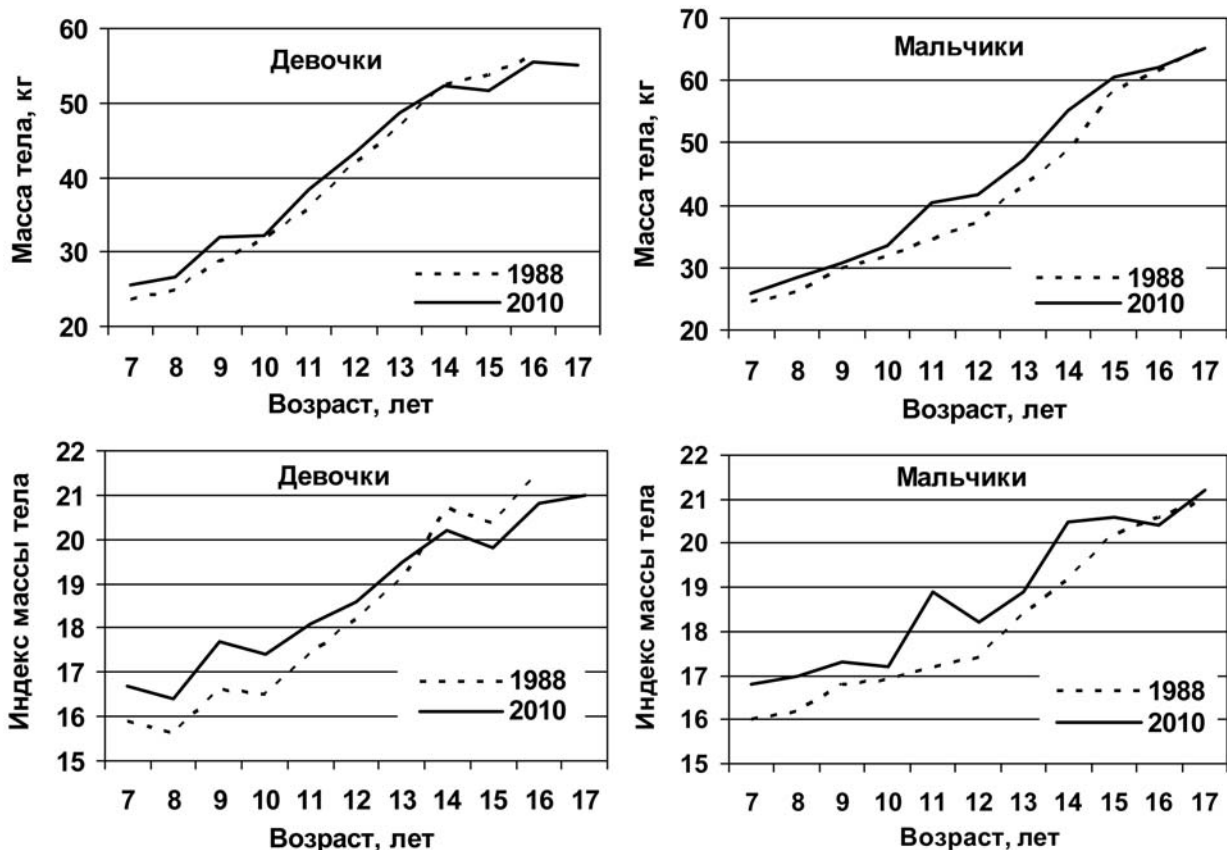 Девочки
Масса тела, кг
60
50
40
30
20
1988
2010
7 8 9 10 11 12 13 14 15 16 17
Возраст, лет
Мальчики
Масса тела, кг
70
60
50
40
30
20
1988
2010
7 8 9 10 11 12 13 14 15 16 17
Возраст, лет
Девочки
Индекс массы тела
22
21
20
19
18
17
16
15
1988
2010
7 8 9 10 11 12 13 14 15 16 17
Возраст, лет
Мальчики
Индекс массы тела
22
21
20
19
18
17
16
15
1988
2010
7 8 9 10 11 12 13 14 15 16 17
Возраст, лет